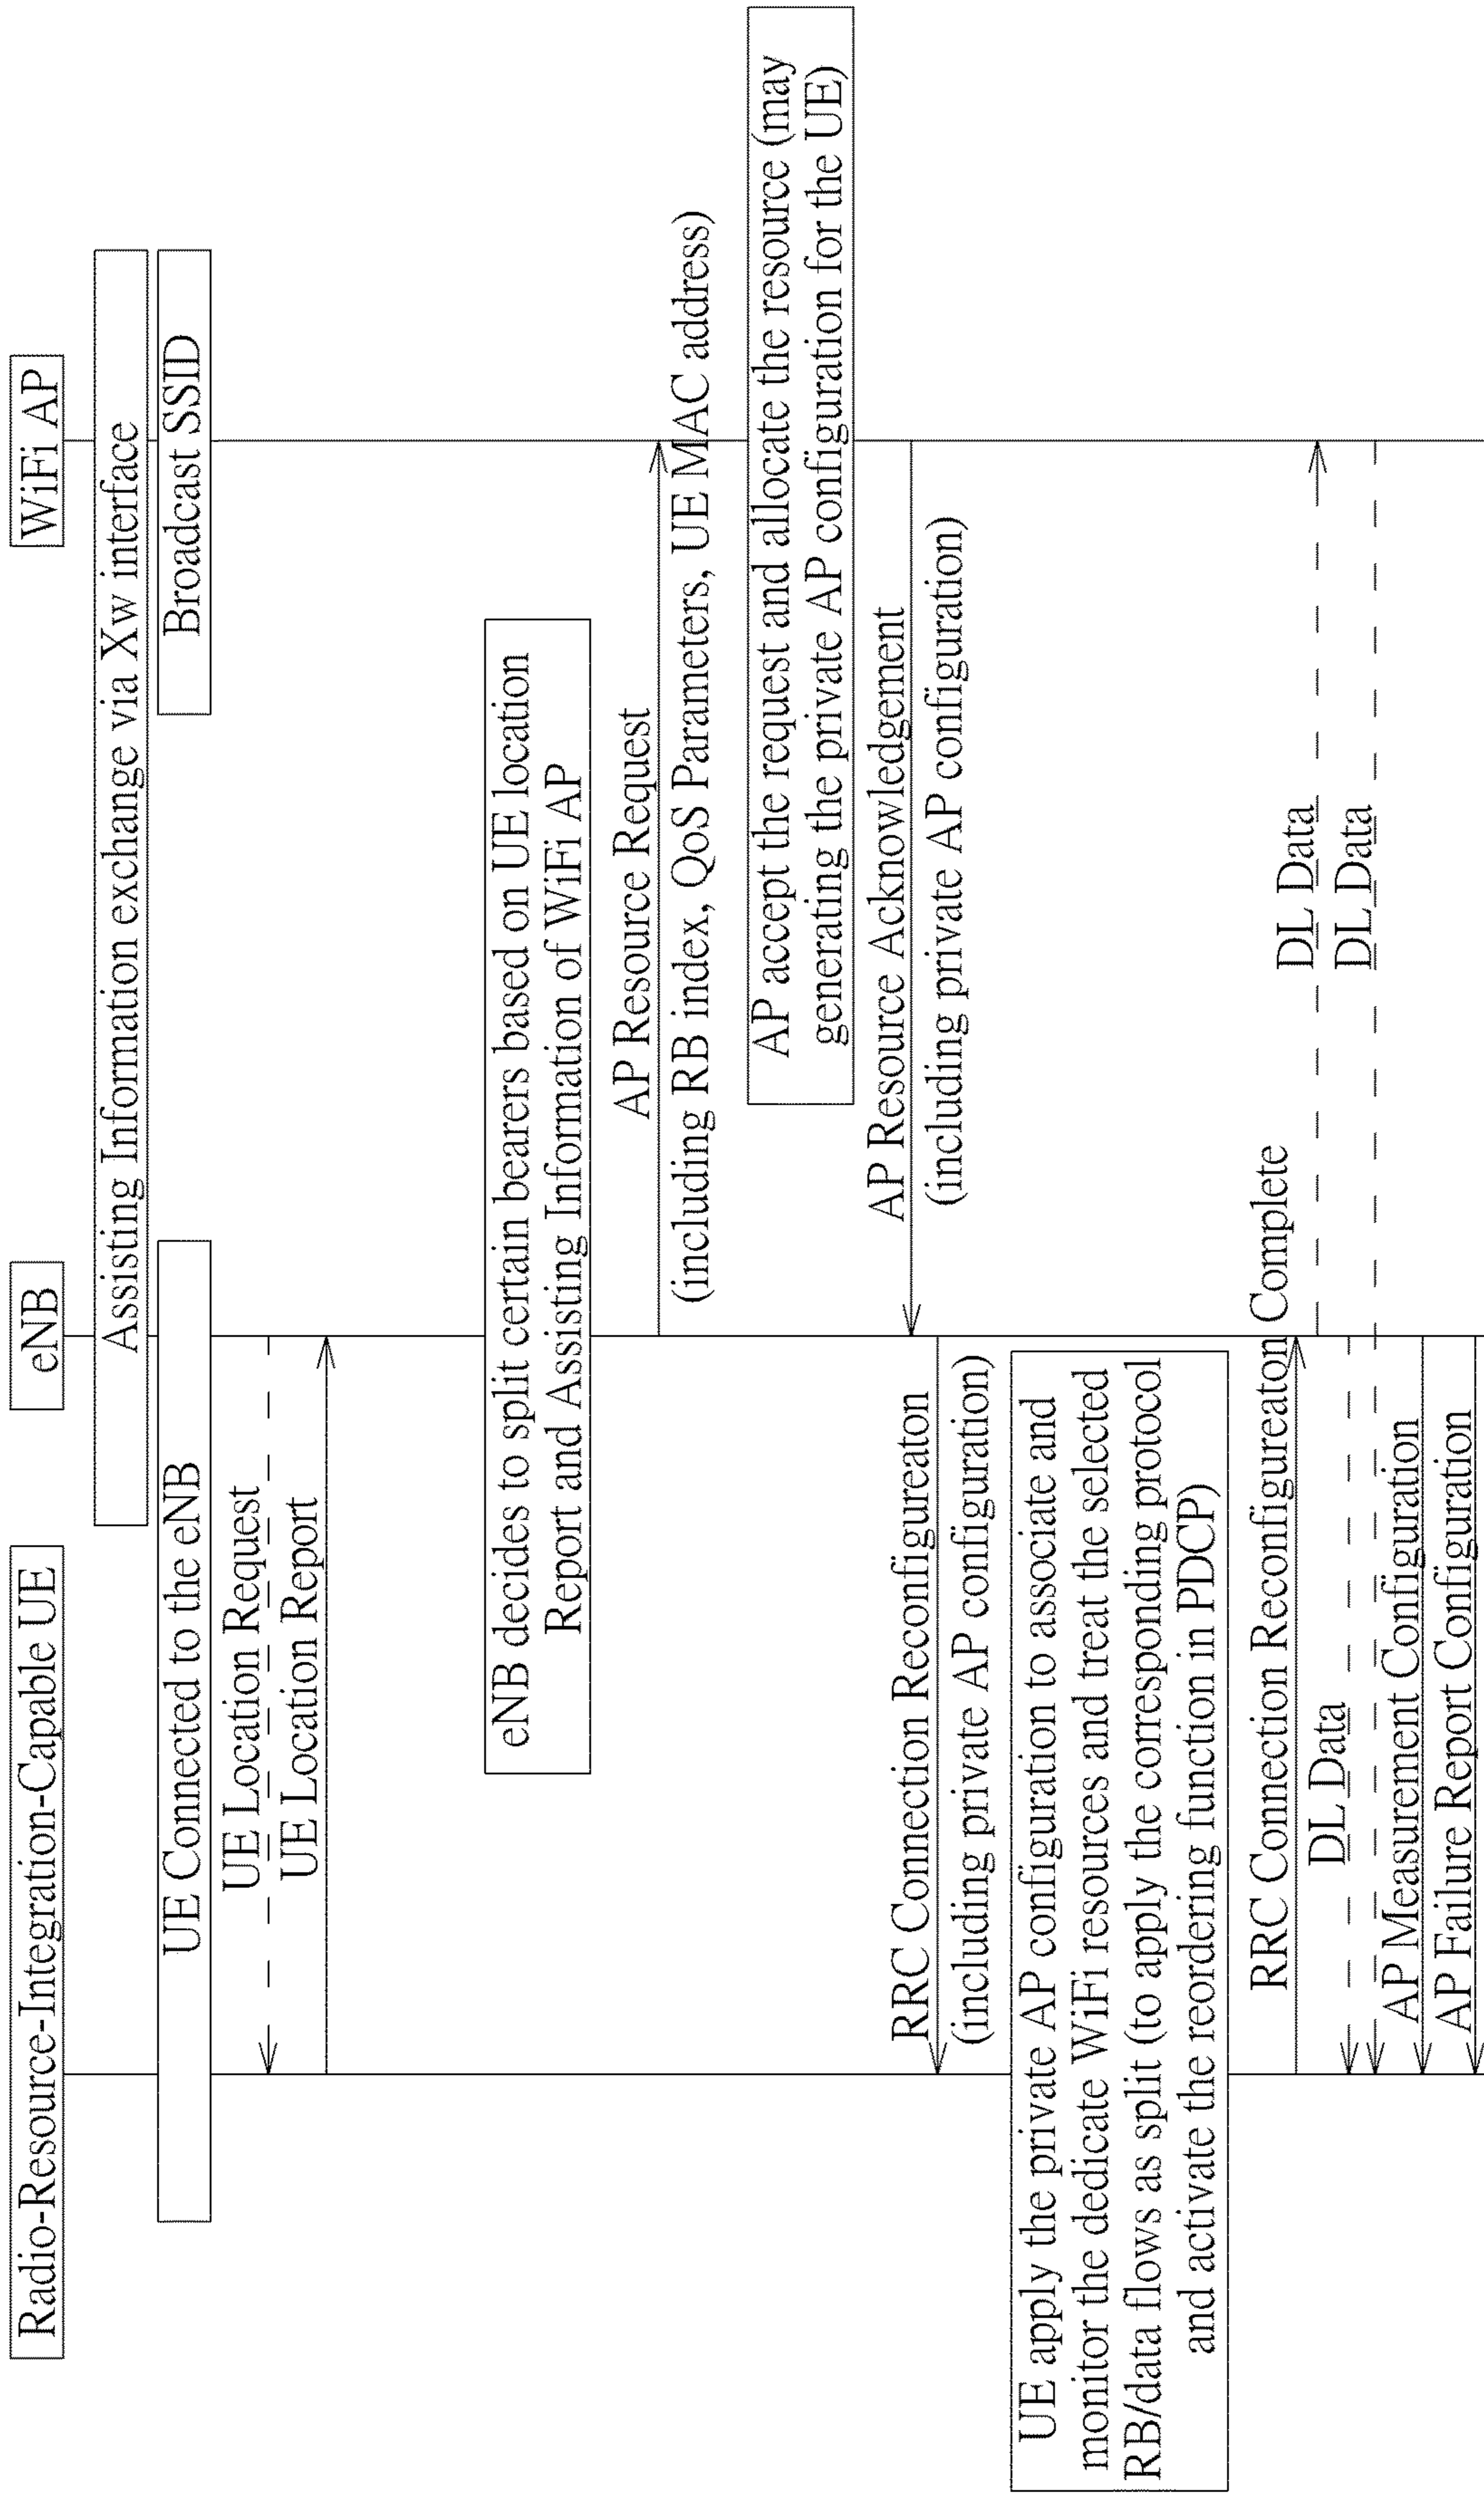 Radio-Resource-Integration-Capable UE
eNB
WiFi AP
Assisting Information exchange via Xw interface
UE Connected to the eNB
Broadcast SSID
UE Location Request
UE Location Report
eNB decides to split certain bearers based on UE location
Report and Assisting Information of WiFi AP
AP Resource Request
(including RB index, QoS Parameters, UE MAC address)
AP accept the request and allocate the resource (may
generating the private AP configuration for the UE)
AP Resource Acknowledgement
(including private AP configuration)
RRC Connection Reconfigureaton
(including private AP configuration)
UE apply the private AP configuration to associate and
monitor the dedicate WiFi resources and treat the selected
RB/data flows as split (to apply the corresponding protocol
and activate the reordering function in PDCP)
RRC Connection Reconfigureaton Complete
DL Data
DL Data
DL Data
AP Measurement Configuration
AP Failure Report Configuration